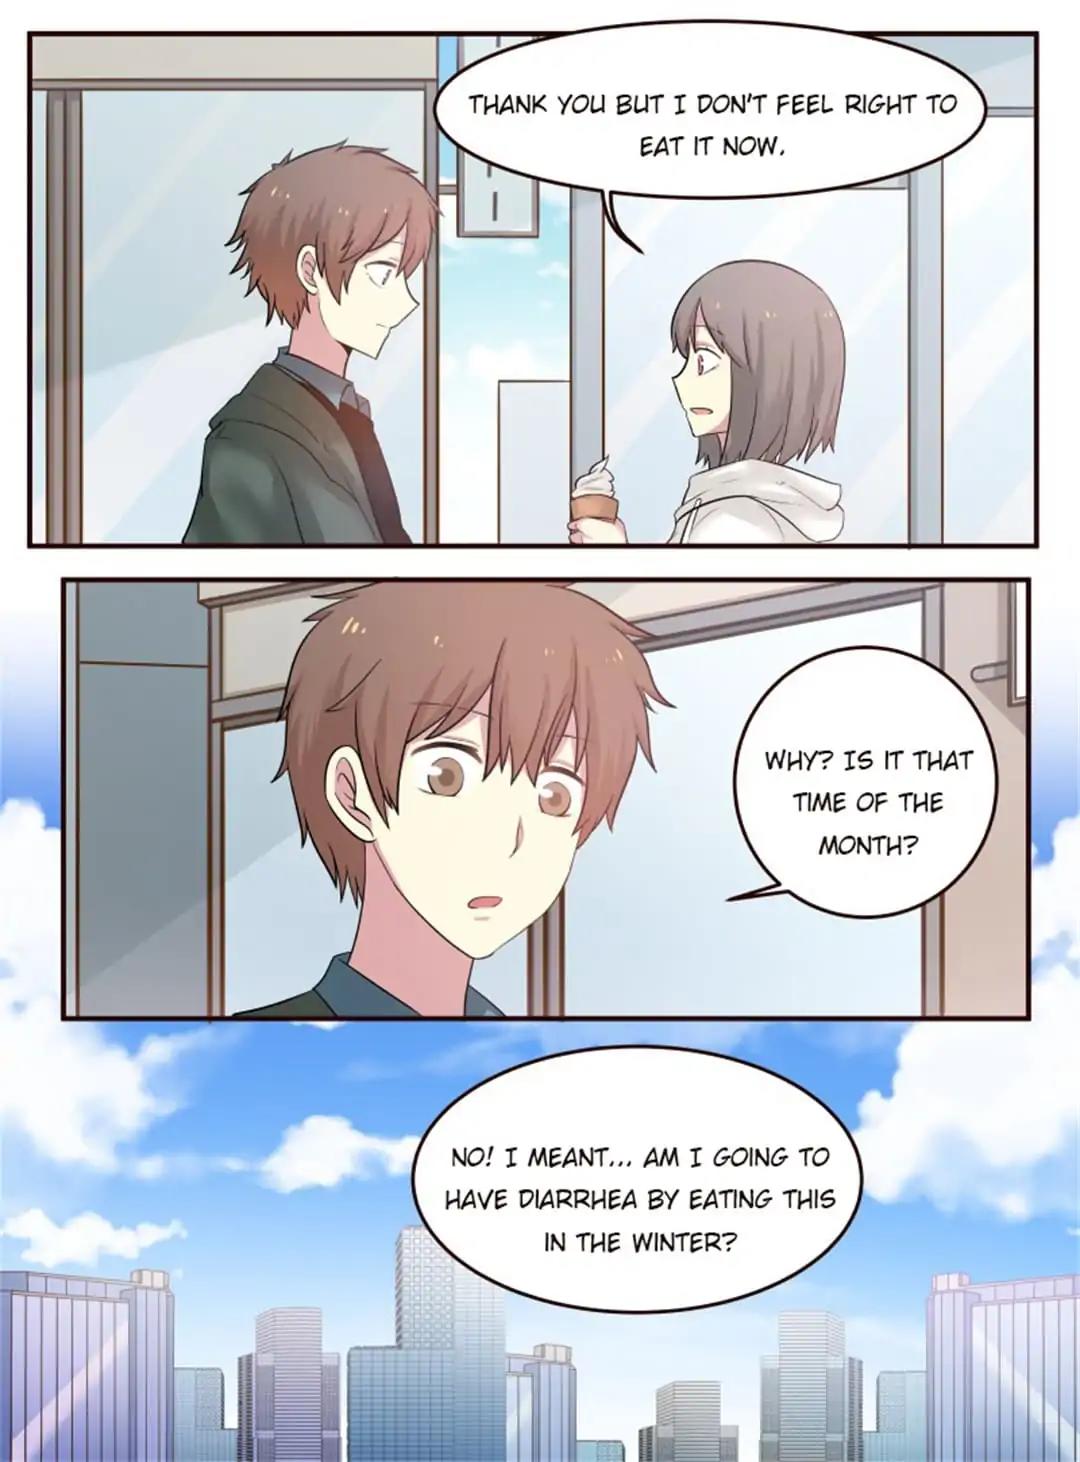 THANK YOU BUT I DON'T FEEL RIGHT TO
EAT IT NOW.
WHY? IS IT THAT
TIME OF THE
MONTH?
NO! I MEANT... AM I GOING TO
HAVE DIARRHEA BY EATING THIS
IN THE WINTER?